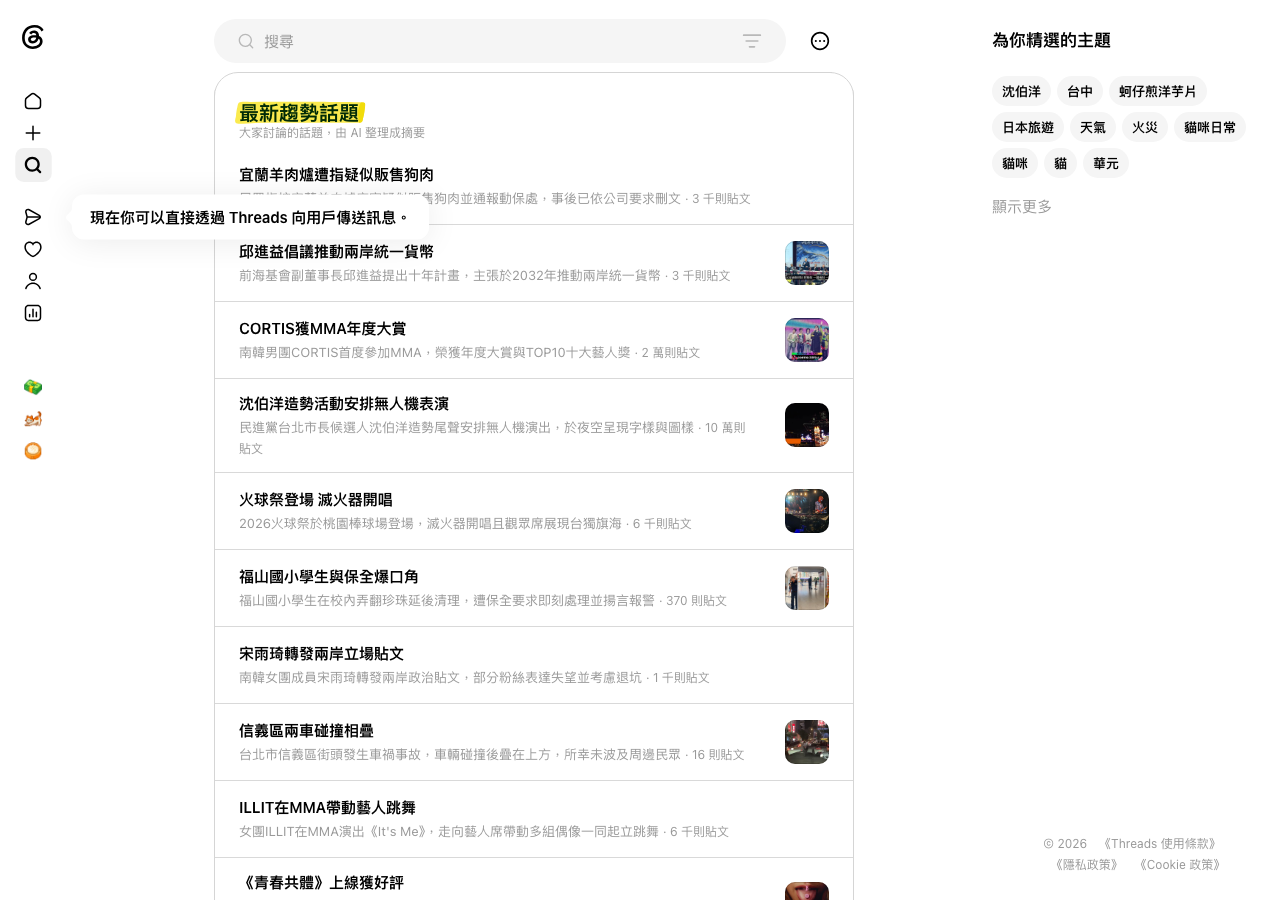 搜尋
最新趨勢話題
大家討論的話題，由 AI 整理成摘要
宜蘭羊肉爐遭指疑似販售狗肉
售狗肉並通報動保處，事後已依公司要求刪文 · 3 千則貼文
現在你可以直接透過 Threads 向用戶傳送訊息。
邱進益倡議推動兩岸統一貨幣
前海基會副董事長邱進益提出十年計畫，主張於2032年推動兩岸統一貨幣 · 3 千則貼文
CORTIS獲MMA年度大賞
南韓男團CORTIS首度參加MMA，榮獲年度大賞與TOP10十大藝人獎 · 2 萬則貼文
沈伯洋造勢活動安排無人機表演
民進黨台北市長候選人沈伯洋造勢尾聲安排無人機演出，於夜空呈現字樣與圖樣 · 10 萬則
貼文
火球祭登場 滅火器開唱
2026火球祭於桃園棒球場登場，滅火器開唱且觀眾席展現台獨旗海 · 6 千則貼文
福山國小學生與保全爆口角
福山國小學生在校內弄翻珍珠延後清理，遭保全要求即刻處理並揚言報警 · 370 則貼文
宋雨琦轉發兩岸立場貼文
南韓女團成員宋雨琦轉發兩岸政治貼文，部分粉絲表達失望並考慮退坑 · 1 千則貼文
信義區兩車碰撞相疊
台北市信義區街頭發生車禍事故，車輛碰撞後疊在上方，所幸未波及周邊民眾 · 16 則貼文
ILLIT在MMA帶動藝人跳舞
女團ILLIT在MMA演出《It's Me》，走向藝人席帶動多組偶像一同起立跳舞 · 6 千則貼文
《青春共體》上線獲好評
為你精選的主題
沈伯洋 台中 蚵仔煎洋芋片
日本旅遊 天氣 火災 貓咪日常
貓咪 貓 華元
顯示更多
© 2026 《Threads 使用條款》
《隱私政策》 《Cookie 政策》